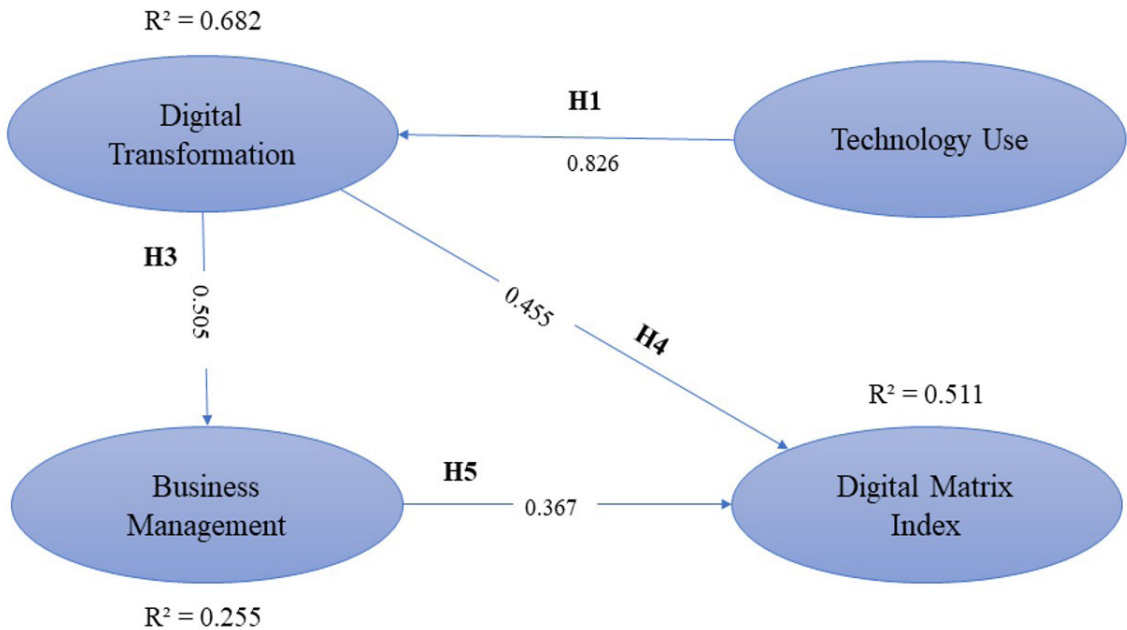 R² = 0.682
Digital
Transformation
H1
0.826
Technology Use
H3
0.505
0.455
H4
R² = 0.511
Business
Management
H5
0.367
Digital Matrix
Index
R² = 0.255